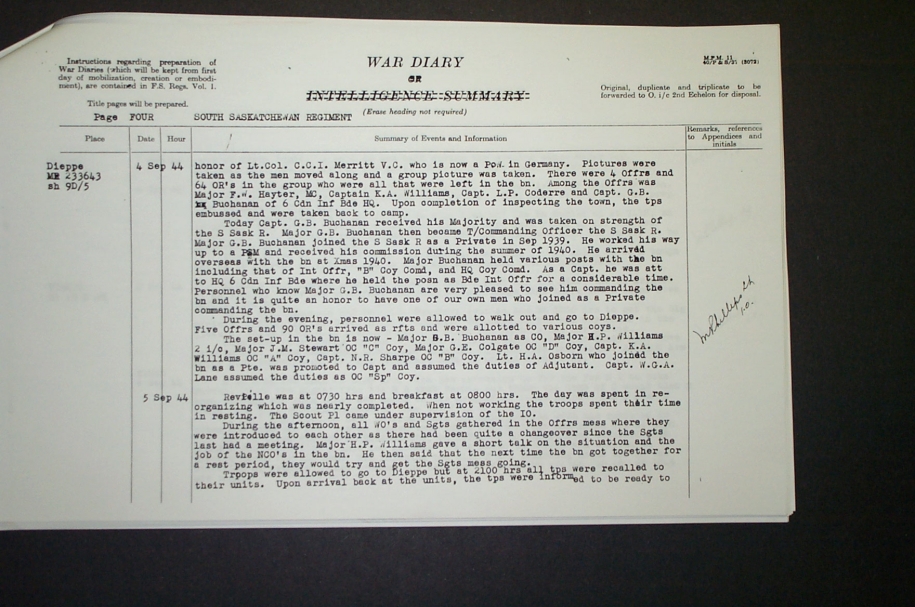 Instructions regarding preparation of
War Diaries (which will be kept from first
day of mobilization, creation or embodi-
ment), are contained in F.S. Regs. Vol. 1.
Title pages will be prepared.
WAR DIARY
OR
INTELLIGENCE SUMMARY
(Erase heading not required)
M.F.M. 11
Original, duplicate and triplicate to be
forwarded to O. i/c 2nd Echelon for disposal.
Page FOUR SOUTH SASKATCHEWAN REGIMENT
Place Date Hour Summary of Events and Information Remarks, references
to Appendices and
initials
Dieppe 4 Sep 44 honor of Lt.Col. C.C.I. Merritt V.C. who is now a PoW. in Germany. Pictures were
MR 233643 taken as the men moved along and a group picture was taken. There were 4 Offrs and
sh 9D/5 64 OR's in the group who were all that were left in the bn. Among the Offrs was
Major F.W. Hayter, MC, Captain K.A. Williams, Capt. L.P. Coderre and Capt. G.B.
Buchanan of 6 Cdn Inf Bde HQ. Upon completion of inspecting the town, the tps
embussed and were taken back to camp.
Today Capt. G.B. Buchanan received his Majority and was taken on strength of
the S Sask R. Major G.B. Buchanan then became T/Commanding Officer the S Sask R.
Major G.B. Buchanan joined the S Sask R as a Private in Sep 1939. He worked his way
up to a PSM and received his commission during the summer of 1940. He arrived
overseas with the bn at Xmas 1940. Major Buchanan held various posts with the bn
including that of Int Offr, "B" Coy Comd, and HQ Coy Comd. As a Capt. he was att
to HQ 6 Cdn Inf Bde where he held the posn as Bde Int Offr for a considerable time.
Personnel who know Major G.B. Buchanan are very pleased to see him commanding the
bn and it is quite an honor to have one of our own men who joined as a Private
commanding the bn.
During the evening, personnel were allowed to walk out and go to Dieppe.
Five Offrs and 90 OR's arrived as rfts and were allotted to various coys.
The set-up in the bn is now - Major G.B. Buchanan as CO, Major H.P. Williams
2 i/c, Major J.M. Stewart OC "C" Coy, Major G.E. Colgate OC "D" Coy, Capt. K.A.
Williams OC "A" Coy, Capt. N.R. Sharpe OC "B" Coy. Lt. H.A. Osborn who joined the
bn as a Pte. was promoted to Capt and assumed the duties of Adjutant. Capt. W.G.A.
Lane assumed the duties as OC "Sp" Coy.
5 Sep 44 Reveille was at 0730 hrs and breakfast at 0800 hrs. The day was spent in re-
organizing which was nearly completed. When not working the troops spent their time
in resting. The Scout Pl came under supervision of the IO.
During the afternoon, all WO's and Sgts gathered in the Offrs mess where they
were introduced to each other as there had been quite a changeover since the Sgts
last had a meeting. Major H.P. Williams gave a short talk on the situation and the
job of the NCO's in the bn. He then said that the next time the bn got together for
a rest period, they would try and get the Sgts mess going.
Trpops were allowed to go to Dieppe but at 2100 hrs all tps were recalled to
their units. Upon arrival back at the units, the tps were informed to be ready to